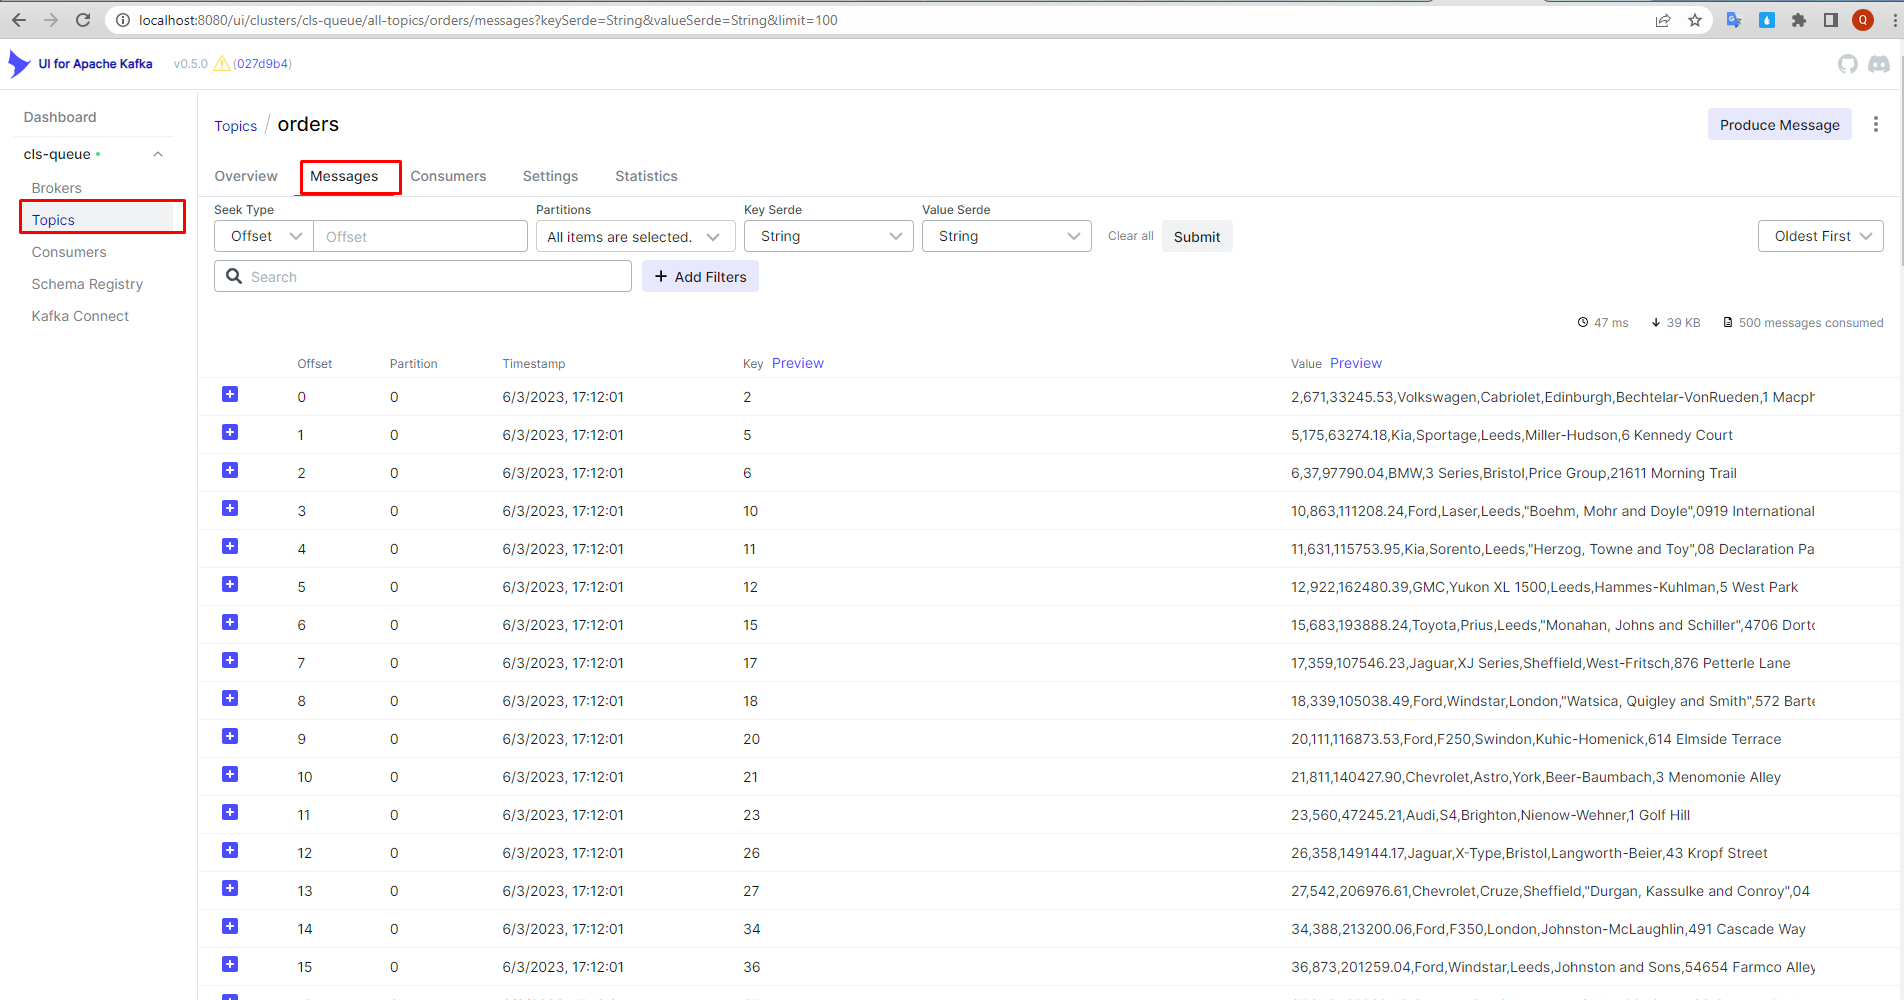 localhost:8080/ui/clusters/cls-queue/all-topics/orders/messages?keySerde=String&valueSerde=String&limit=100
Q
UI for Apache Kafka v0.5.0 (027d9b4)
Dashboard
cls-queue
Brokers
Topics
Consumers
Schema Registry
Kafka Connect
Topics / orders
Produce Message
Overview Messages Consumers Settings Statistics
Seek Type Partitions Key Serde Value Serde
Offset Offset All items are selected. String String Clear all Submit Oldest First
Search Add Filters
47 ms 39 KB 500 messages consumed
Offset Partition Timestamp Key Preview Value Preview
0 0 6/3/2023, 17:12:01 2 2,671,33245.53,Volkswagen,Cabriolet,Edinburgh,Bechtelar-VonRueden,1 Macph
1 0 6/3/2023, 17:12:01 5 5,175,63274.18,Kia,Sportage,Leeds,Miller-Hudson,6 Kennedy Court
2 0 6/3/2023, 17:12:01 6 6,37,97790.04,BMW,3 Series,Bristol,Price Group,21611 Morning Trail
3 0 6/3/2023, 17:12:01 10 10,863,111208.24,Ford,Laser,Leeds,"Boehm, Mohr and Doyle",0919 International
4 0 6/3/2023, 17:12:01 11 11,631,115753.95,Kia,Sorento,Leeds,"Herzog, Towne and Toy",08 Declaration Pa
5 0 6/3/2023, 17:12:01 12 12,922,162480.39,GMC,Yukon XL 1500,Leeds,Hammes-Kuhlman,5 West Park
6 0 6/3/2023, 17:12:01 15 15,683,193888.24,Toyota,Prius,Leeds,"Monahan, Johns and Schiller",4706 Dorto
7 0 6/3/2023, 17:12:01 17 17,359,107546.23,Jaguar,XJ Series,Sheffield,West-Fritsch,876 Petterle Lane
8 0 6/3/2023, 17:12:01 18 18,339,105038.49,Ford,Windstar,London,"Watsica, Quigley and Smith",572 Barte
9 0 6/3/2023, 17:12:01 20 20,111,116873.53,Ford,F250,Swindon,Kuhic-Homenick,614 Elmside Terrace
10 0 6/3/2023, 17:12:01 21 21,811,140427.90,Chevrolet,Astro,York,Beer-Baumbach,3 Menomonie Alley
11 0 6/3/2023, 17:12:01 23 23,560,47245.21,Audi,S4,Brighton,Nienow-Wehner,1 Golf Hill
12 0 6/3/2023, 17:12:01 26 26,358,149144.17,Jaguar,X-Type,Bristol,Langworth-Beier,43 Kropf Street
13 0 6/3/2023, 17:12:01 27 27,542,206976.61,Chevrolet,Cruze,Sheffield,"Durgan, Kassulke and Conroy",04
14 0 6/3/2023, 17:12:01 34 34,388,213200.06,Ford,F350,London,Johnston-McLaughlin,491 Cascade Way
15 0 6/3/2023, 17:12:01 36 36,873,201259.04,Ford,Windstar,Leeds,Johnston and Sons,54654 Farmco Alley